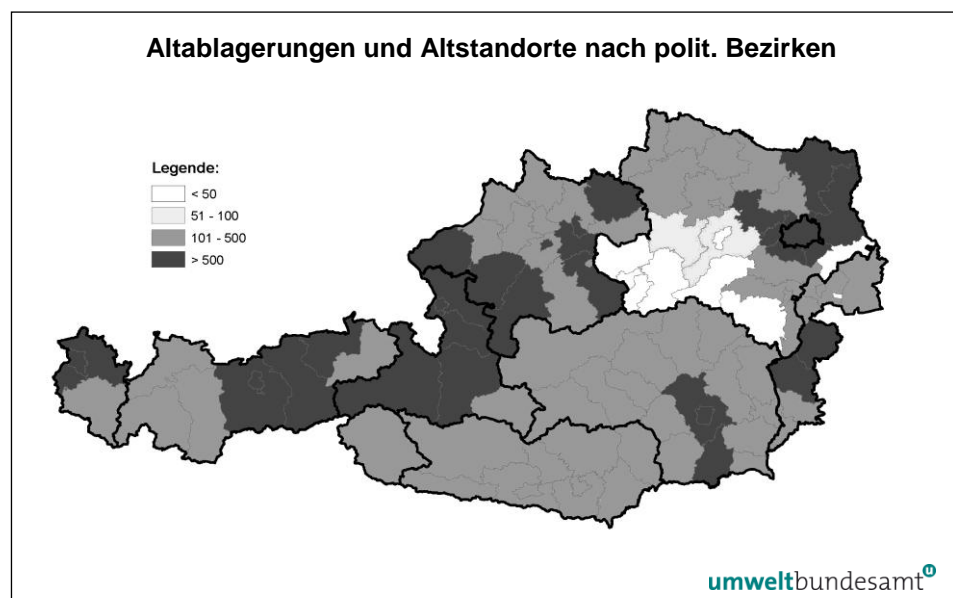 Altablagerungen und Altstandorte nach polit. Bezirken
Legende:
< 50
51 - 100
101 - 500
> 500
umweltbundesamt
u